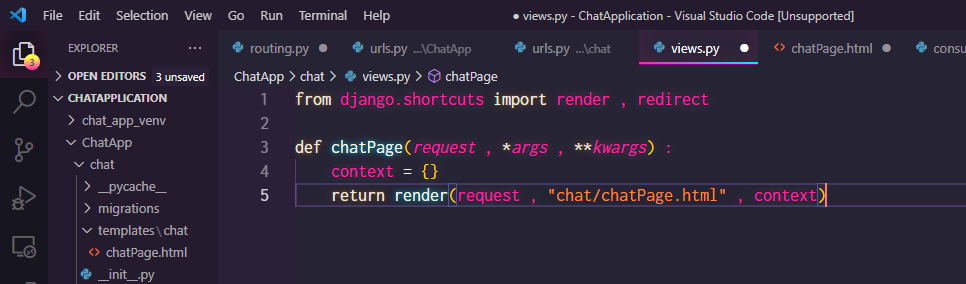 File Edit Selection View Go Run Terminal Help ● views.py - ChatApplication - Visual Studio Code [Unsupported]
EXPLORER ···
routing.py ● urls.py ...\ChatApp urls.py ...\chat views.py ● chatPage.html ● consu
3
OPEN EDITORS 3 unsaved
CHATAPPLICATION
chat_app_venv
ChatApp
chat
__pycache__
migrations
templates\chat
chatPage.html
__init__.py
ChatApp > chat > views.py > chatPage
1 from django.shortcuts import render , redirect
2
3 def chatPage(request , *args , **kwargs) :
4 context = {}
5 return render(request , "chat/chatPage.html" , context)